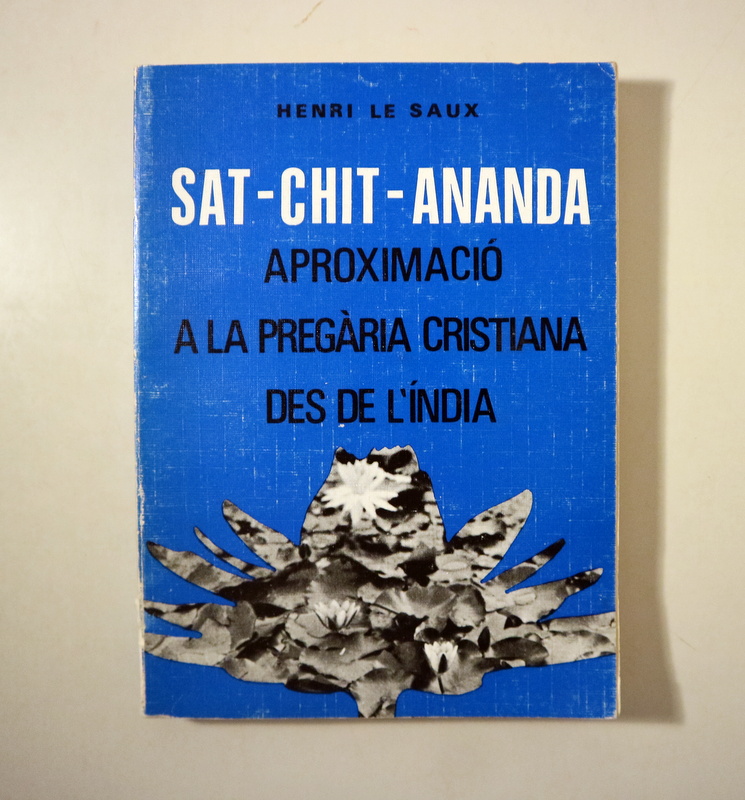 HENRI LE SAUX
SAT-CHIT-ANANDA
APROXIMACIÓ
A LA PREGÀRIA CRISTIANA
DES DE L'ÍNDIA